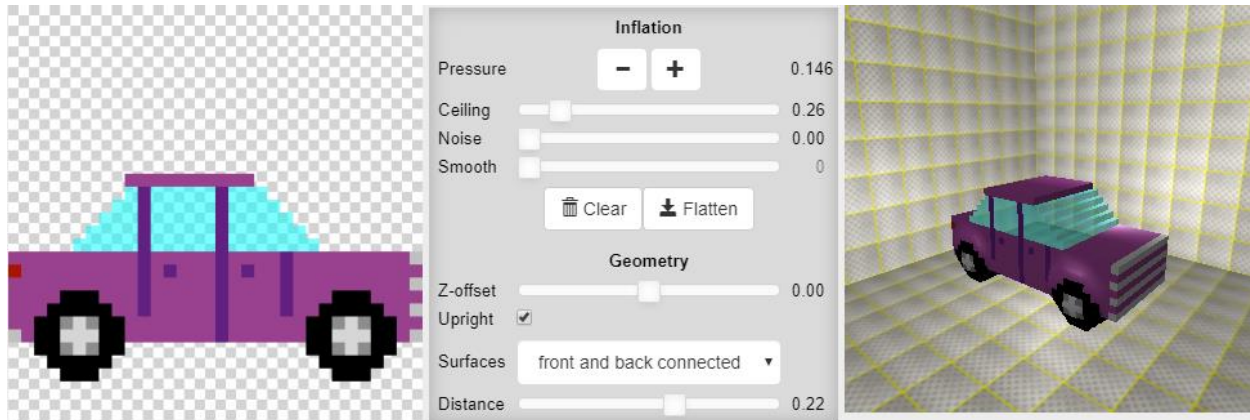 Inflation
Pressure − + 0.146
Ceiling 0.26
Noise 0.00
Smooth 0
Clear Flatten
Geometry
Z-offset 0.00
Upright
Surfaces front and back connected
Distance 0.22